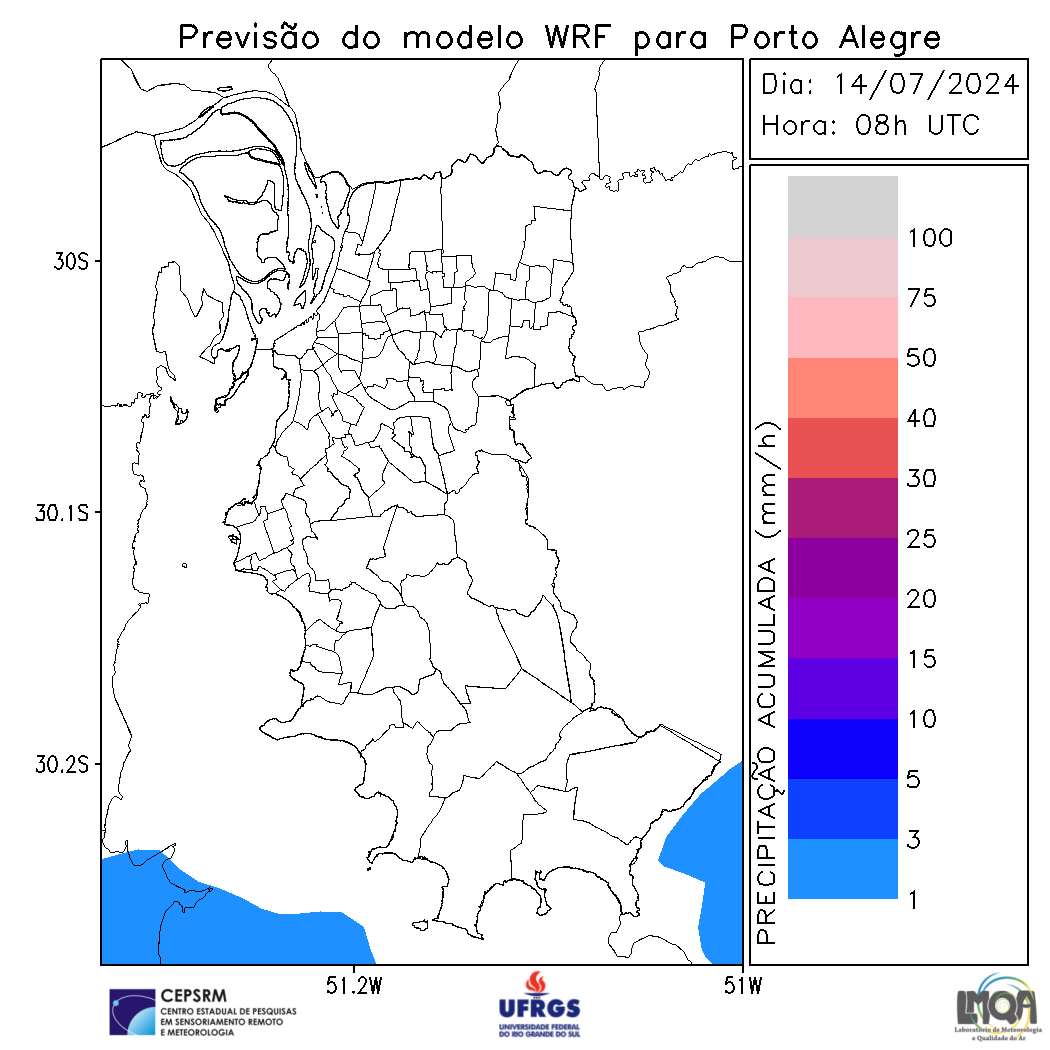 Previsão do modelo WRF para Porto Alegre
Dia: 14/07/2024
Hora: 08h UTC
100
75
50
40
30
25
20
15
10
5
3
1
PRECIPITAÇÃO ACUMULADA (mm/h)
30S
30.1S
30.2S
51.2W
51W
CEPSRM
CENTRO ESTADUAL DE PESQUISAS
EM SENSORIAMENTO REMOTO
E METEOROLOGIA
UFRGS
UNIVERSIDADE FEDERAL
DO RIO GRANDE DO SUL
LMQA
Laboratório de Meteorologia
e Qualidade do Ar